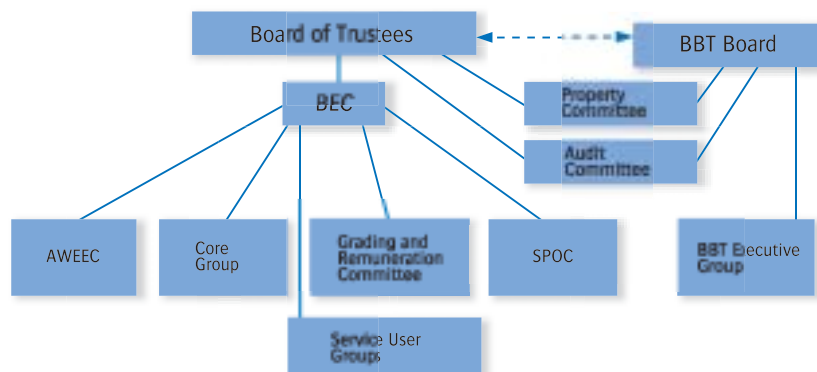 Board of Trustees
BBT Board
BEC
Property
Committee
Audit
Committee
AWEEC
Core
Group
Grading and
Remuneration
Committee
SPOC
BBT Executive
Group
Service User
Groups